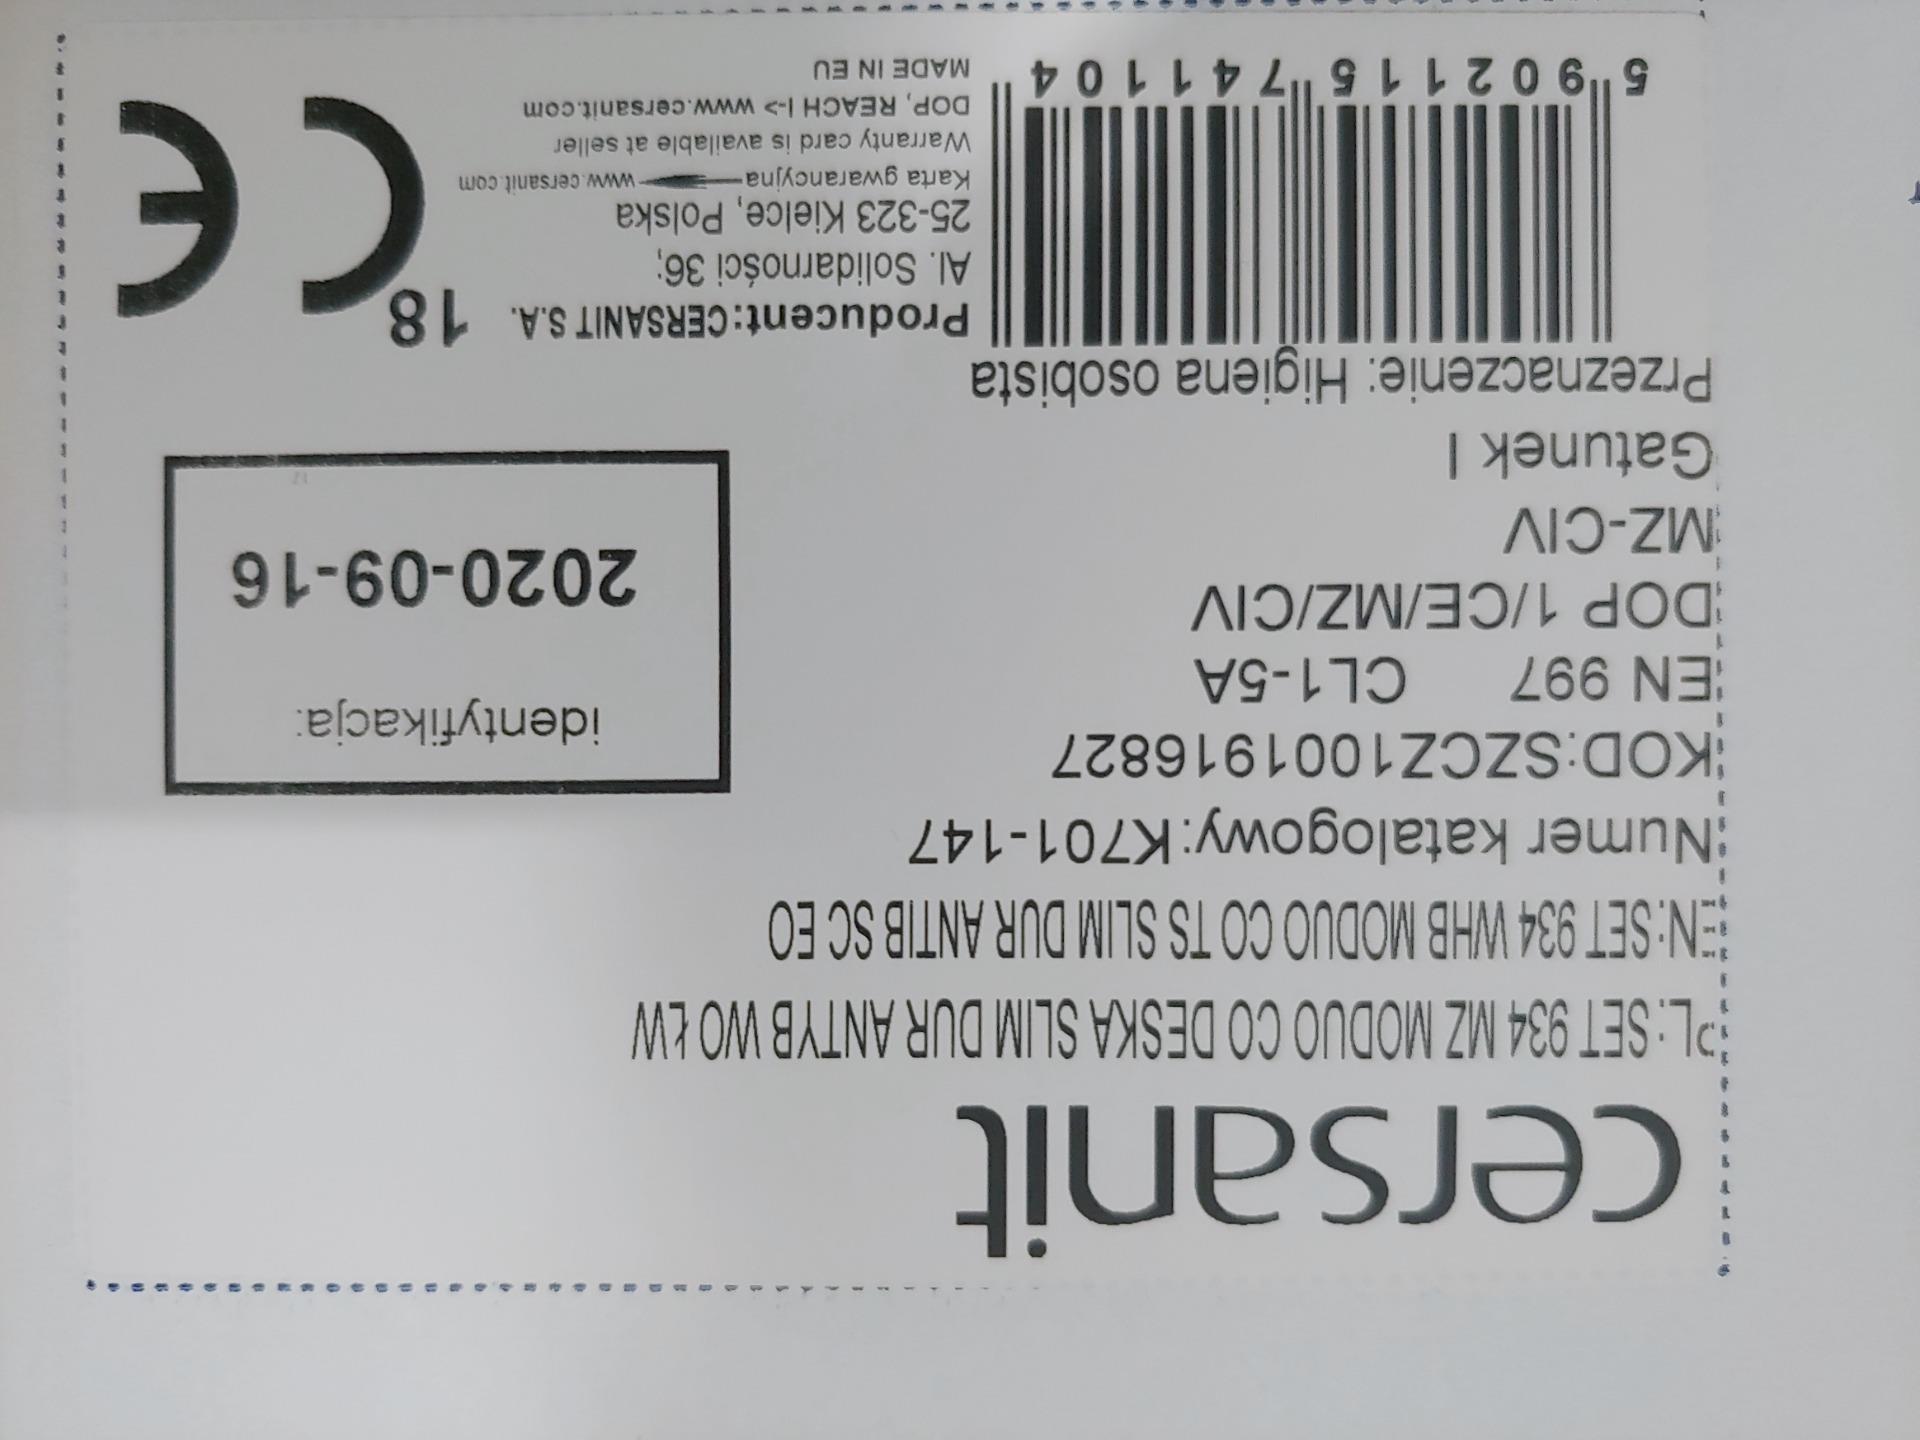 cersanit
PL: SET 934 MZ MODUO CO DESKA SLIM DUR ANTYB WO ŁW
EN:SET 934 WHB MODUO CO TS SLIM DUR ANTIB SC EO
Numer katalogowy:K701-147
KOD:SZCZ1001916827
EN 997 CL1-5A
DOP 1/CE/MZ/CIV
MZ-CIV
Gatunek I
identyfikacja:
2020-09-16
Przeznaczenie: Higiena osobista
Producent:CERSANIT S.A. 18
Al. Solidarności 36;
25-323 Kielce, Polska
Karta gwarancyjna www.cersanit.com
Warranty card is available at seller
DOP, REACH I-> www.cersanit.com
MADE IN EU
5 902115 741104
CE